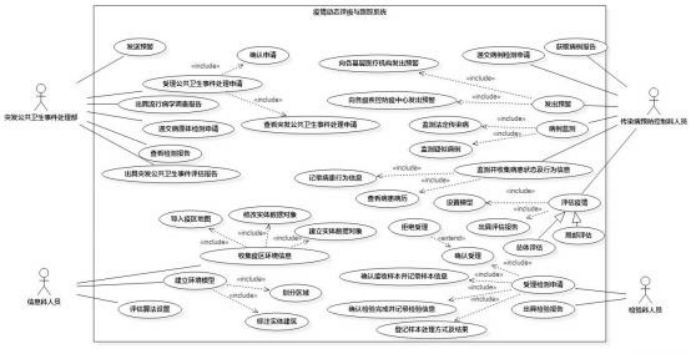 疫情动态评核与跟踪系统
发送预警
确认申请
<include>
获取病例报告
递交病例检测申请
向各基层医疗机构发出预警
<include>
受理公共卫生事件处理申请
<include>
<include>
出具流行病学调查报告
向各疾病控防疫中心发出预警
<include>
发出预警
突发公共卫生事件处理部
递交病原体检测申请
查看突发公共卫生事件处理申请
监测法定传染病
<include>
病例监测
传染病预防控制科人员
查看检测报告
监测疑似病例
<include>
出具突发公共卫生事件评估报告
记录病患行为信息
<include>
监测并收集病患状态及行为信息
查看病患病历
<include>
设置模型
<include>
评估疫情
<include>
导入疫区地图
修改实体数据对象
建立实体数据对象
拒绝受理
出具评估报告
局部评估
<include>
<include>
<include>
<extend>
总体评估
收集疫区环境信息
确认受理
<include>
确认接收样本并记录样本信息
<include>
受理检测申请
信息科人员
建立环境模型
<include>
划分区域
<include>
评估算法设置
<include>
确认检验完成并记录检验信息
<include>
出具检验报告
检验科人员
标注实体建筑
登记样本处理方式及结果